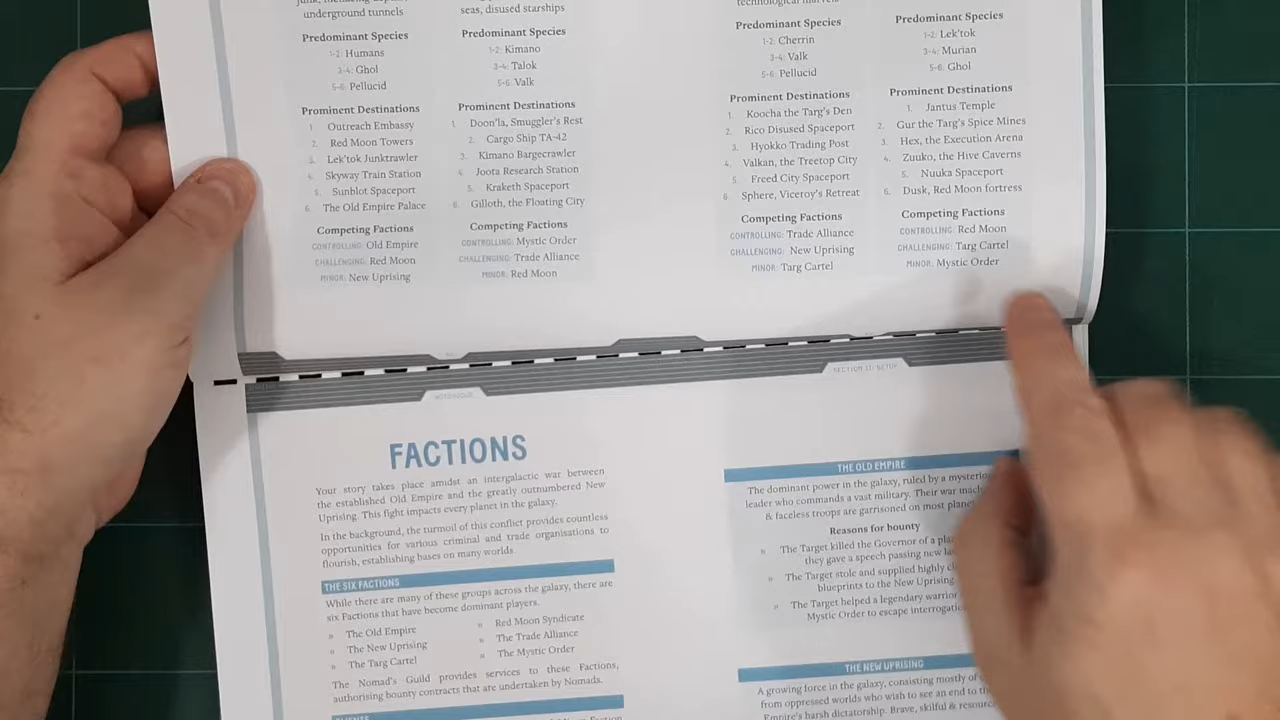 underground tunnels
Predominant Species
1-2: Humans
3-4: Ghol
5-6: Pellucid
Prominent Destinations
1. Outreach Embassy
2. Red Moon Towers
3. Lek'tok Junktrawler
4. Skyway Train Station
5. Sunblot Spaceport
6. The Old Empire Palace
Competing Factions
CONTROLLING: Old Empire
CHALLENGING: Red Moon
MINOR: New Uprising
seas, disused starships
Predominant Species
1-2: Kimano
3-4: Talok
5-6: Valk
Prominent Destinations
1. Doon'la, Smuggler's Rest
2. Cargo Ship TA-42
3. Kimano Bargecrawler
4. Joota Research Station
5. Kraketh Spaceport
6. Gilloth, the Floating City
Competing Factions
CONTROLLING: Mystic Order
CHALLENGING: Trade Alliance
MINOR: Red Moon
Predominant Species
1-2: Cherrin
3-4: Valk
5-6: Pellucid
Prominent Destinations
1. Koocha the Targ's Den
2. Rico Disused Spaceport
3. Hyokko Trading Post
4. Valkan, the Treetop City
5. Freed City Spaceport
6. Sphere, Viceroy's Retreat
Competing Factions
CONTROLLING: Trade Alliance
CHALLENGING: New Uprising
MINOR: Targ Cartel
Predominant Species
1-2: Lek'tok
3-4: Murian
5-6: Ghol
Prominent Destinations
1. Jantus Temple
2. Gur the Targ's Spice Mines
3. Hex, the Execution Arena
4. Zuuko, the Hive Caverns
5. Nuuka Spaceport
6. Dusk, Red Moon fortress
Competing Factions
CONTROLLING: Red Moon
CHALLENGING: Targ Cartel
MINOR: Mystic Order
NOTORIOUS
SECTION II: SETUP
FACTIONS
Your story takes place amidst an intergalactic war between
the established Old Empire and the greatly outnumbered New
Uprising. This fight impacts every planet in the galaxy.
In the background, the turmoil of this conflict provides countless
opportunities for various criminal and trade organisations to
flourish, establishing bases on many worlds.
THE SIX FACTIONS
While there are many of these groups across the galaxy, there are
six Factions that have become dominant players.
» The Old Empire
» The New Uprising
» The Targ Cartel
» Red Moon Syndicate
» The Trade Alliance
» The Mystic Order
The Nomad's Guild provides services to these Factions,
authorising bounty contracts that are undertaken by Nomads.
THE OLD EMPIRE
The dominant power in the galaxy, ruled by a
leader who commands a vast military. Their war
& faceless troops are garrisoned on most
Reasons for bounty
» The Target killed the Governor of a
they gave a speech passing new
» The Target stole and supplied highly
blueprints to the New Uprising
» The Target helped a legendary warrior
Mystic Order to escape
THE NEW UPRISING
A growing force in the galaxy, consisting mostly of
from oppressed worlds who wish to see an end to
Empire's harsh dictatorship. Brave, skilful &